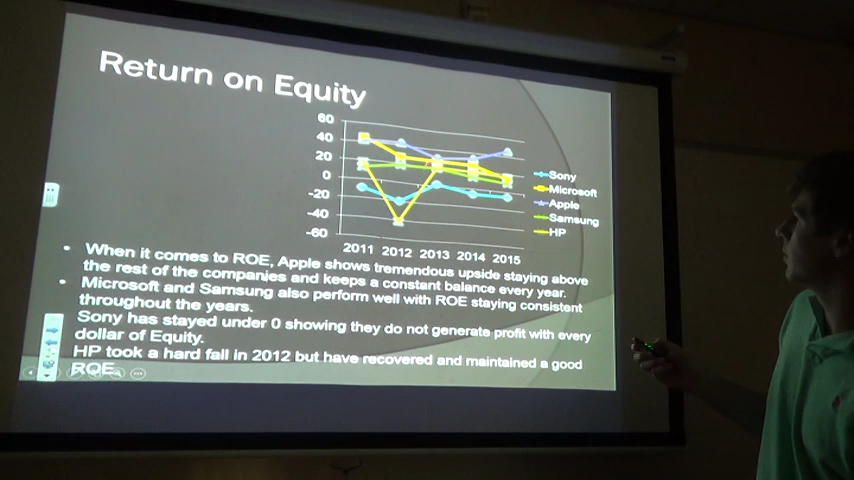 Return on Equity
60
40
20
0
-20
-40
-60
2011 2012 2013 2014 2015
Sony
Microsoft
Apple
Samsung
HP
• When it comes to ROE, Apple shows tremendous upside staying above
the rest of the companies and keeps a constant balance every year.
• Microsoft and Samsung also perform well with ROE staying consistent
throughout the years.
Sony has stayed under 0 showing they do not generate profit with every
dollar of Equity.
HP took a hard fall in 2012 but have recovered and maintained a good
ROE.